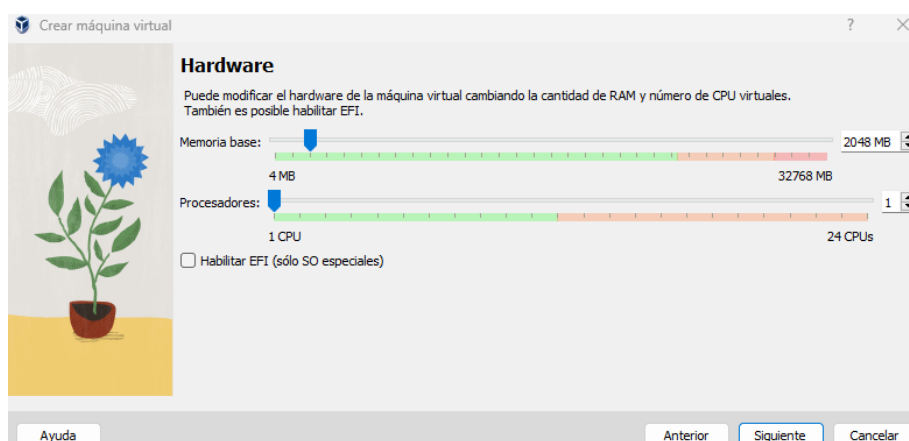 Crear máquina virtual
Hardware
Puede modificar el hardware de la máquina virtual cambiando la cantidad de RAM y número de CPU virtuales.
También es posible habilitar EFI.
Memoria base:
2048 MB
4 MB
32768 MB
Procesadores:
1
1 CPU
24 CPUs
Habilitar EFI (sólo SO especiales)
Ayuda
Anterior
Siguiente
Cancelar